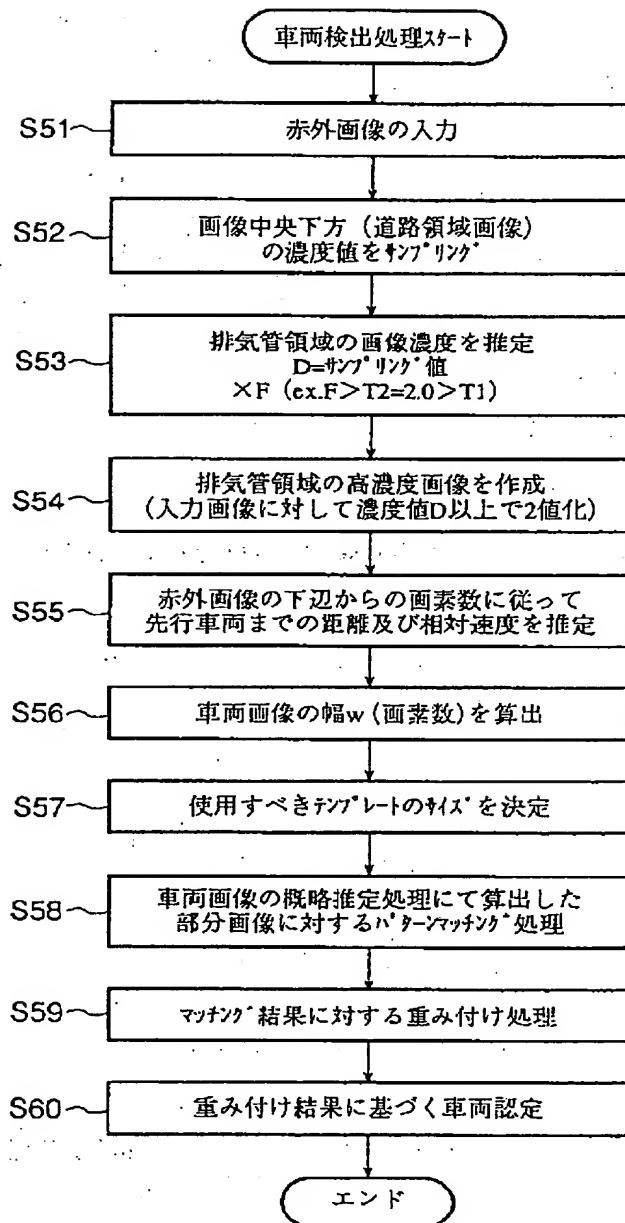 車両検出処理スタート
S51
赤外画像の入力
S52
画像中央下方（道路領域画像）
の濃度値をサンプリング
S53
排気管領域の画像濃度を推定
D=サンプリング値
×F（ex.F>T2=2.0>T1）
S54
排気管領域の高濃度画像を作成
（入力画像に対して濃度値D以上で2値化）
S55
赤外画像の下辺からの画素数に従って
先行車両までの距離及び相対速度を推定
S56
車両画像の幅w（画素数）を算出
S57
使用すべきテンプレートのサイズを決定
S58
車両画像の概略推定処理にて算出した
部分画像に対するパターンマッチング処理
S59
マッチング結果に対する重み付け処理
S60
重み付け結果に基づく車両認定
エンド